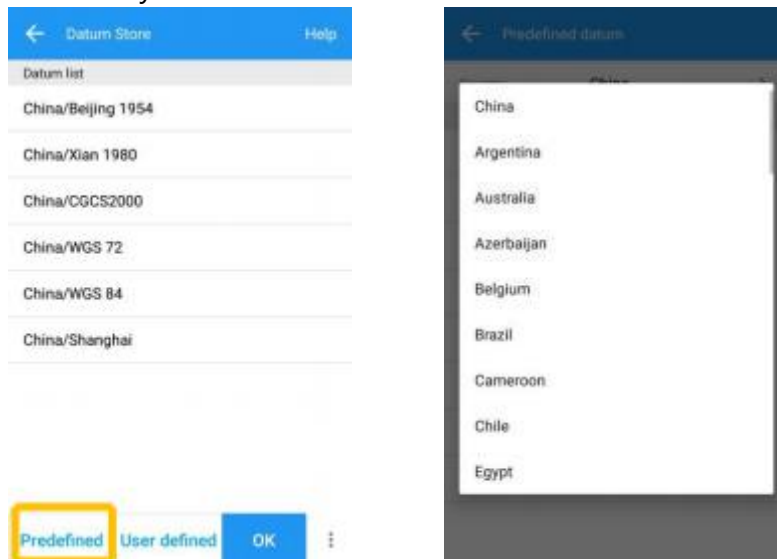 Datum Store Help
Datum list
China/Beijing 1954
China/Xian 1980
China/CGCS2000
China/WGS 72
China/WGS 84
China/Shanghai
Predefined User defined OK
Predefined datum
China
China
Argentina
Australia
Azerbaijan
Belgium
Brazil
Cameroon
Chile
Egypt